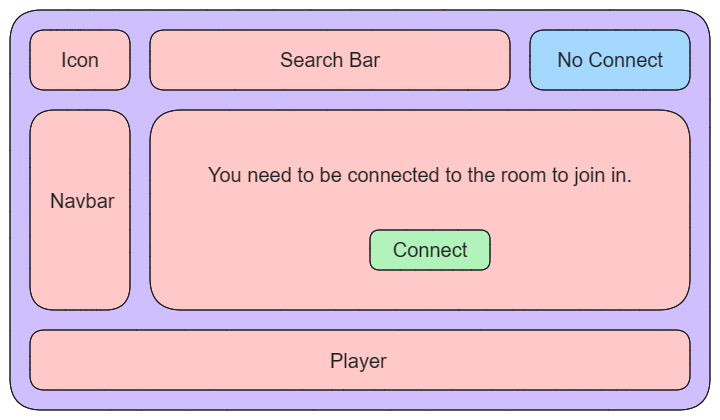 Icon
Search Bar
No Connect
Navbar
You need to be connected to the room to join in.
Connect
Player